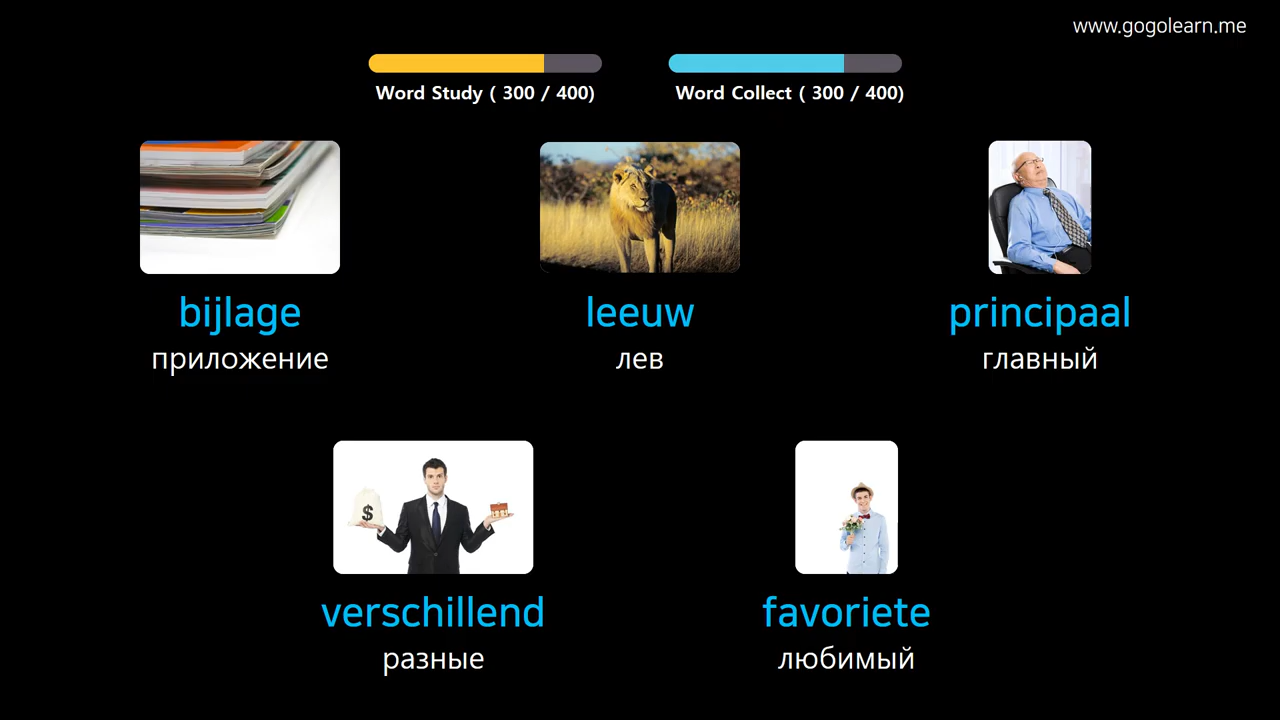 www.gogolearn.me
Word Study ( 300 / 400)
Word Collect ( 300 / 400)
bijlage
приложение
leeuw
лев
principaal
главный
$
verschillend
разные
favoriete
любимый